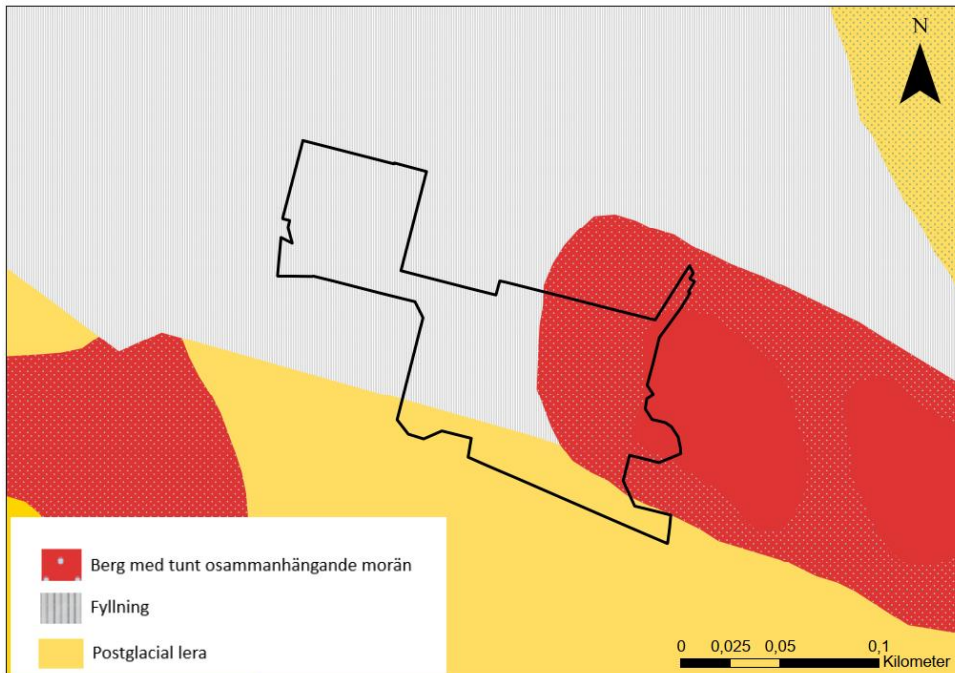 N
Berg med tunt osammanhängande morän
Fyllning
Postglacial lera
0 0,025 0,05 0,1
Kilometer